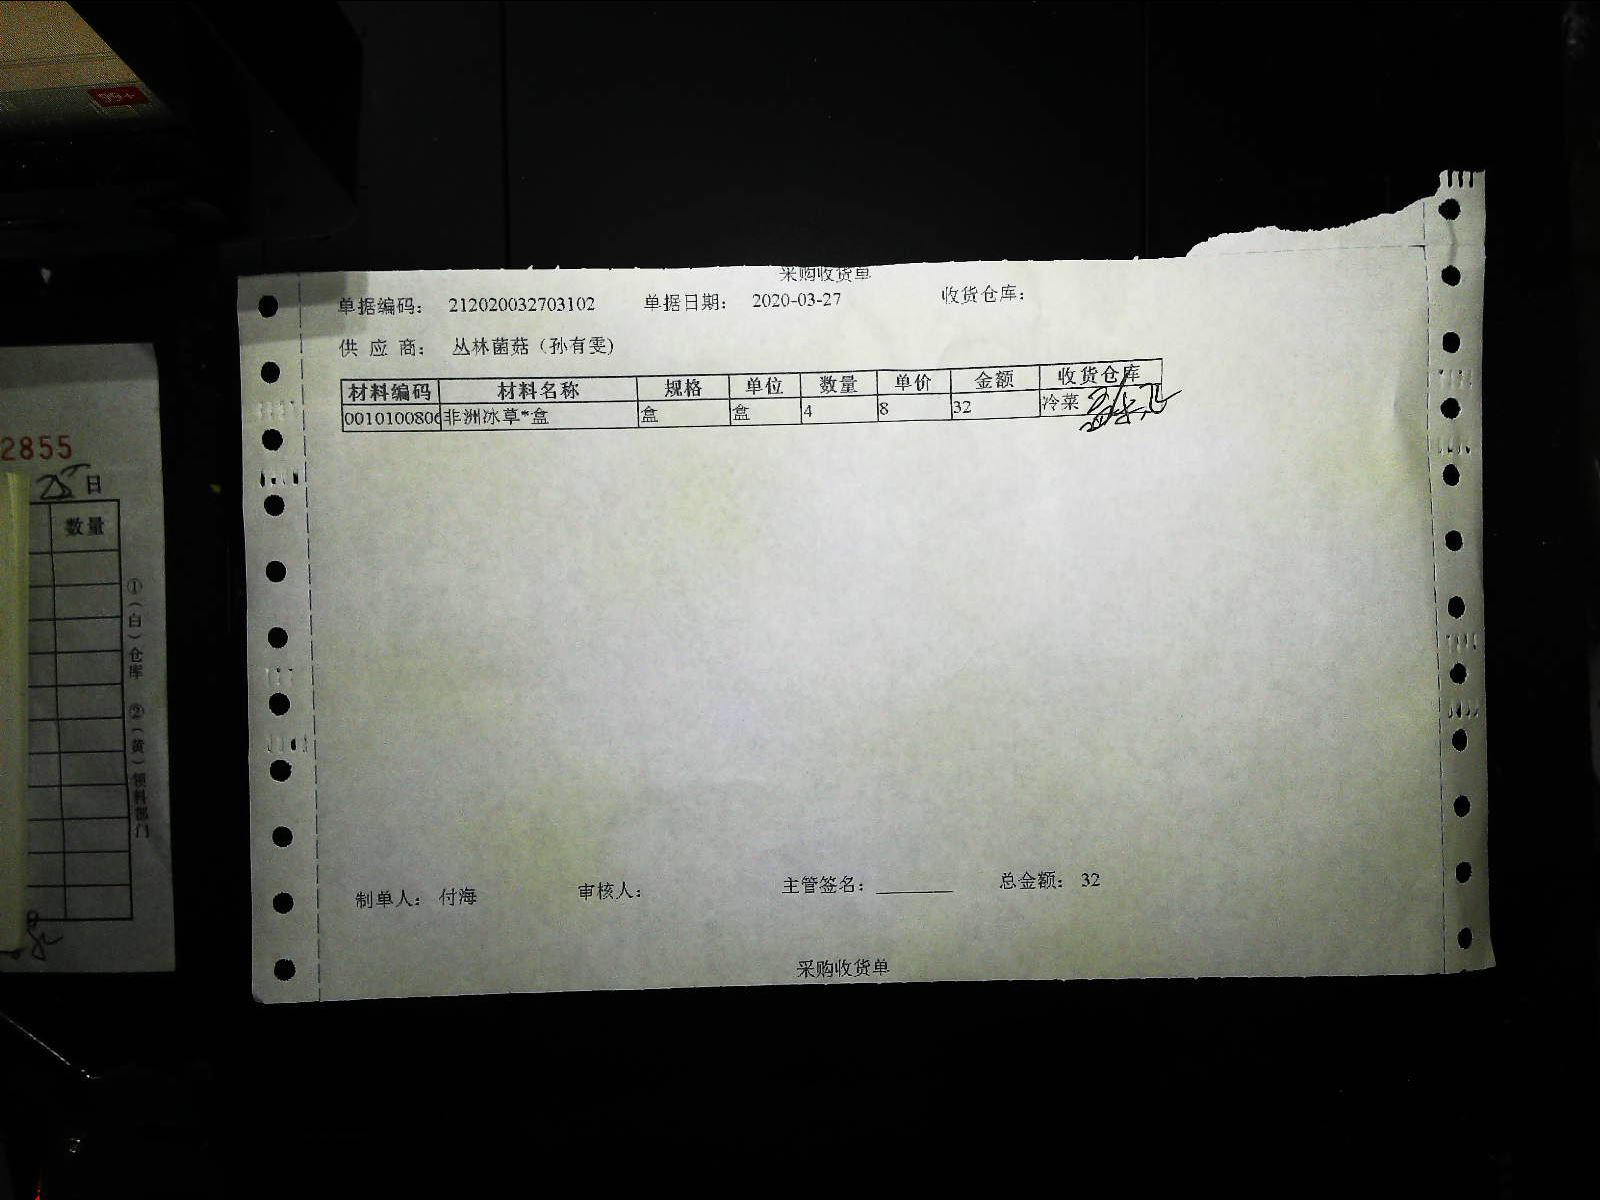 采购收货单
单据编码： 212020032703102 单据日期： 2020-03-27 收货仓库：
供 应 商： 丛林菌菇（孙有雯)
材料编码 材料名称 规格 单位 数量 单价 金额 收货仓库
0010100806 非洲冰草*盒 盒 盒 4 8 32 冷菜
制单人： 付海 审核人： 主管签名：________ 总金额： 32
采购收货单
99+
2855
25日
数量
①（白）仓库 ②（黄）领料部门